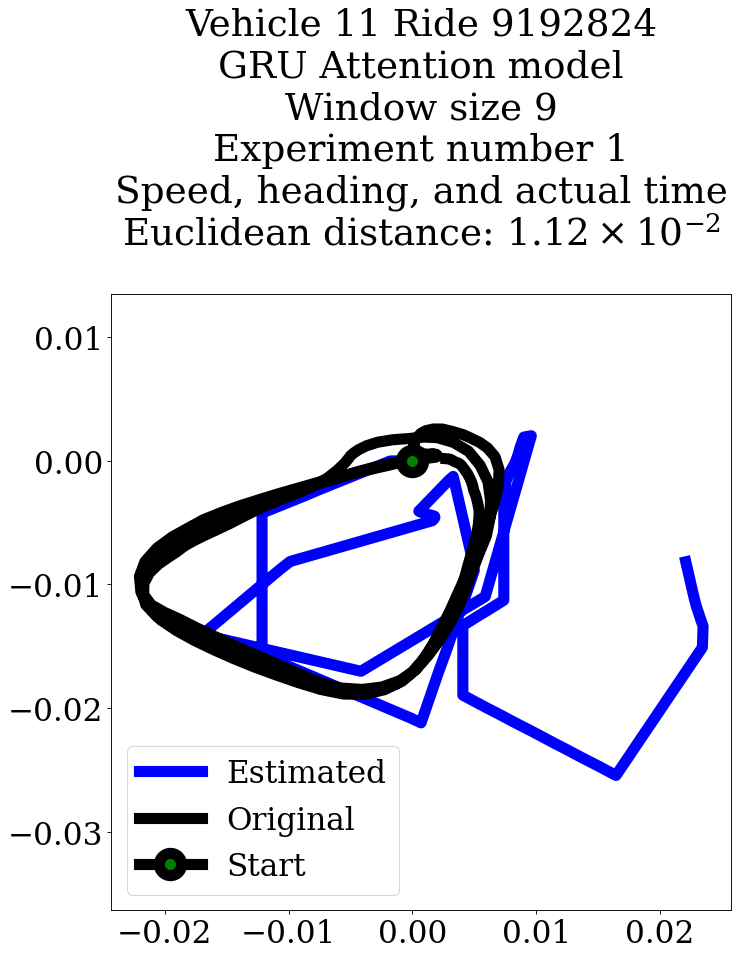 Vehicle 11 Ride 9192824
GRU Attention model
Window size 9
Experiment number 1
Speed, heading, and actual time
Euclidean distance: 1.12 × 10⁻²
0.01
0.00
−0.01
−0.02
−0.03
Estimated
Original
Start
−0.02 −0.01 0.00 0.01 0.02